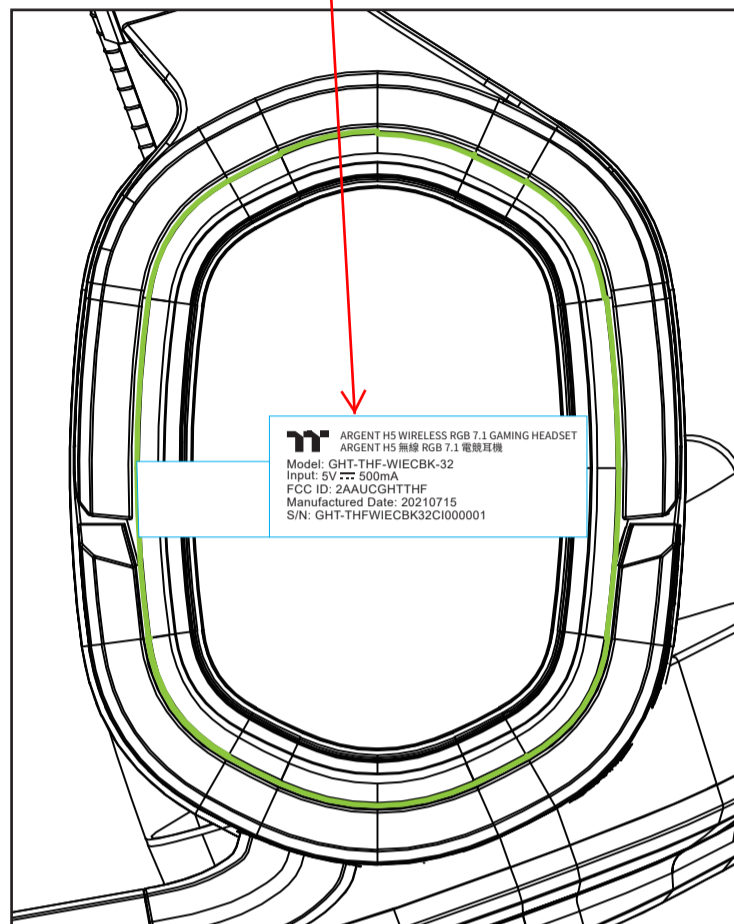 ARGENT H5 WIRELESS RGB 7.1 GAMING HEADSET
ARGENT H5 無線 RGB 7.1 電競耳機
Model: GHT-THF-WIECBK-32
Input: 5V ⎓ 500mA
FCC ID: 2AAUCGHTTHF
Manufactured Date: 20210715
S/N: GHT-THFWIECBK32CI000001